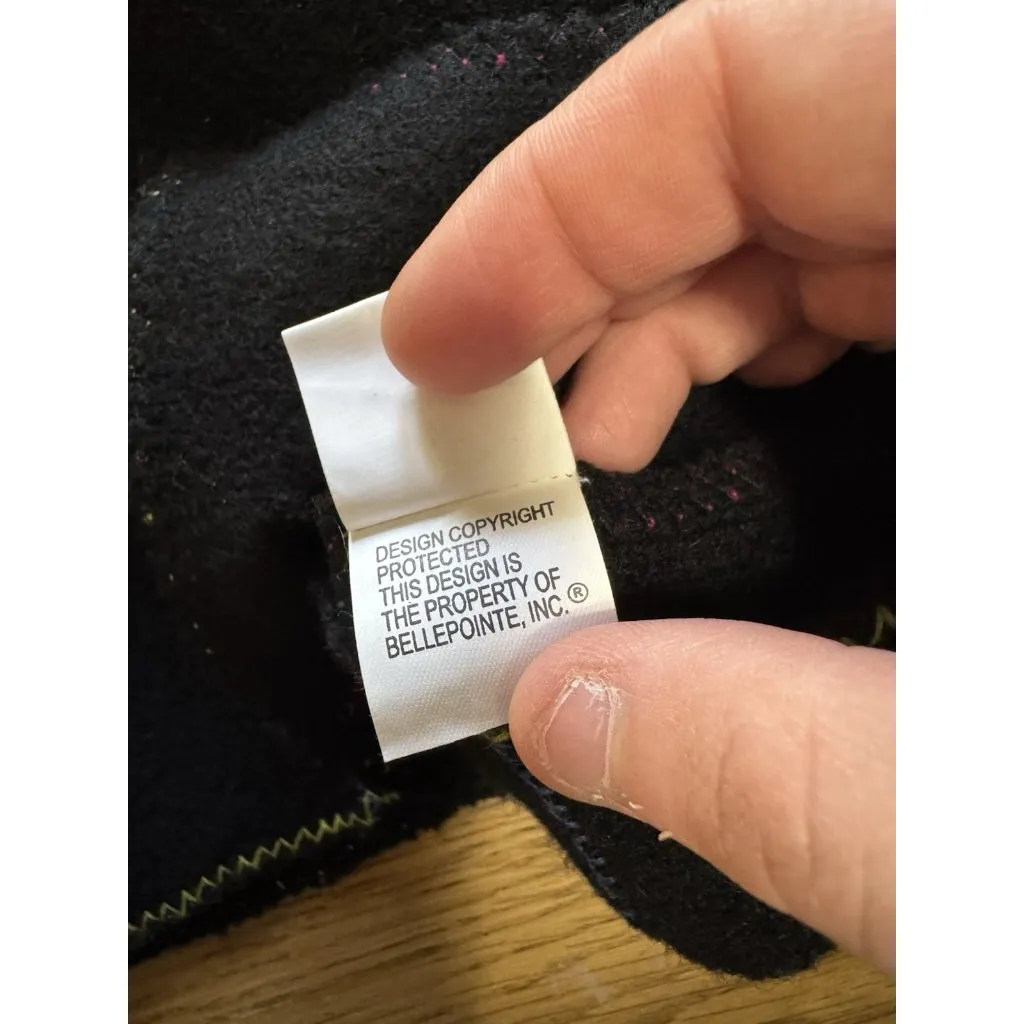 DESIGN COPYRIGHT
PROTECTED
THIS DESIGN IS
THE PROPERTY OF
BELLEPOINTE, INC.®